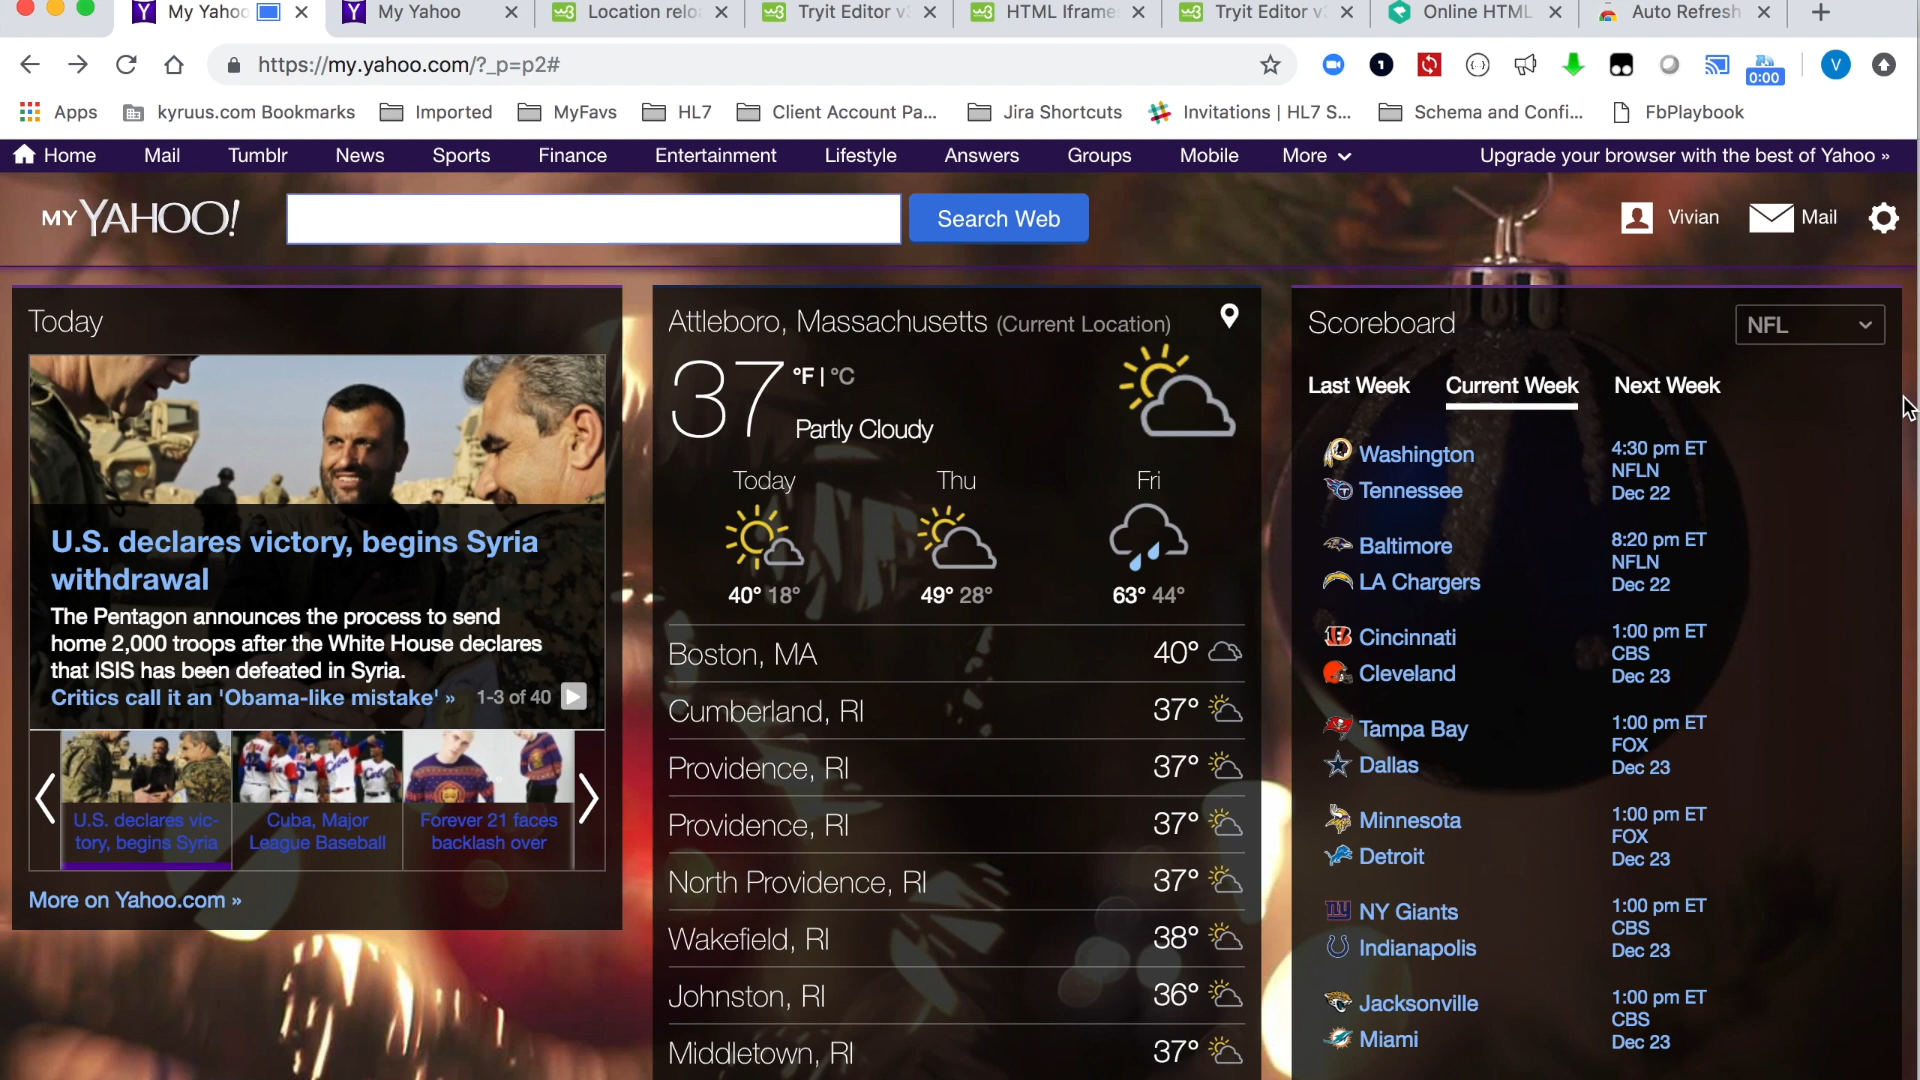 My Yahoo
My Yahoo
Location relo
Tryit Editor v
HTML Iframe
Tryit Editor v
Online HTML
Auto Refresh
https://my.yahoo.com/?_p=p2#
0:00
V
Apps
kyruus.com Bookmarks
Imported
MyFavs
HL7
Client Account Pa...
Jira Shortcuts
Invitations | HL7 S...
Schema and Confi...
FbPlaybook
Home Mail Tumblr News Sports Finance Entertainment Lifestyle Answers Groups Mobile More Upgrade your browser with the best of Yahoo »
MY YAHOO!
Search Web
Vivian
Mail
Today
U.S. declares victory, begins Syria
withdrawal
The Pentagon announces the process to send
home 2,000 troops after the White House declares
that ISIS has been defeated in Syria.
Critics call it an 'Obama-like mistake' » 1-3 of 40
U.S. declares vic-
tory, begins Syria
Cuba, Major
League Baseball
Forever 21 faces
backlash over
More on Yahoo.com »
Attleboro, Massachusetts (Current Location)
37 °F | °C
Partly Cloudy
Today Thu Fri
40° 18° 49° 28° 63° 44°
Boston, MA 40°
Cumberland, RI 37°
Providence, RI 37°
Providence, RI 37°
North Providence, RI 37°
Wakefield, RI 38°
Johnston, RI 36°
Middletown, RI 37°
Scoreboard
NFL
Last Week Current Week Next Week
Washington
Tennessee
4:30 pm ET
NFLN
Dec 22
Baltimore
LA Chargers
8:20 pm ET
NFLN
Dec 22
Cincinnati
Cleveland
1:00 pm ET
CBS
Dec 23
Tampa Bay
Dallas
1:00 pm ET
FOX
Dec 23
Minnesota
Detroit
1:00 pm ET
FOX
Dec 23
NY Giants
Indianapolis
1:00 pm ET
CBS
Dec 23
Jacksonville
Miami
1:00 pm ET
CBS
Dec 23